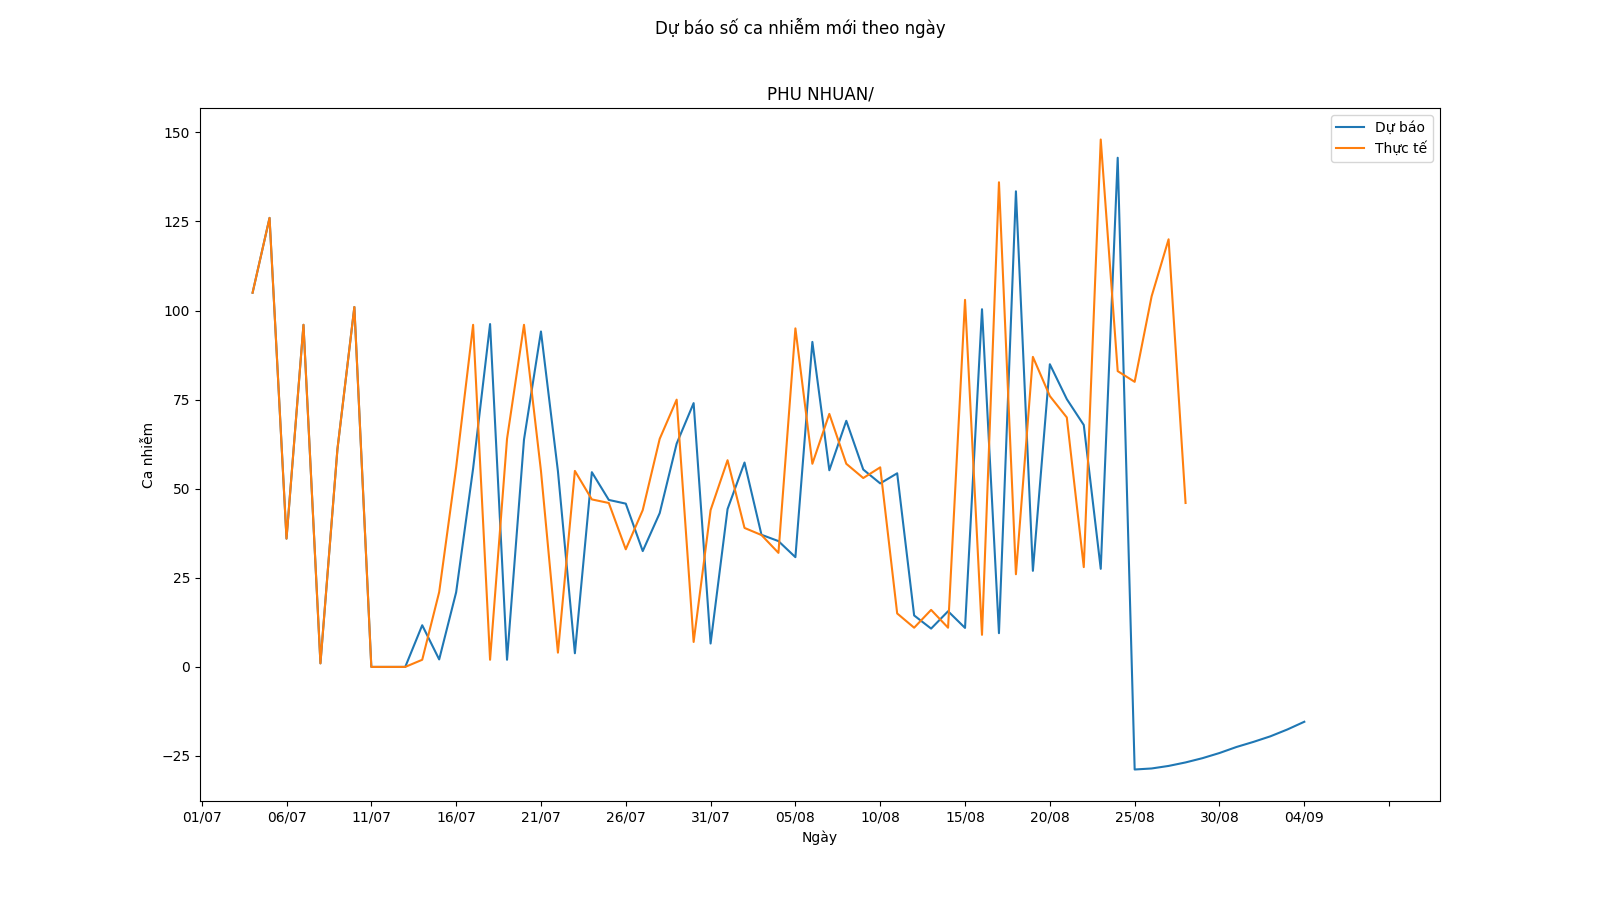 Dự báo số ca nhiễm mới theo ngày
PHU NHUAN/
Dự báo
Thực tế
150
125
100
75
50
25
0
−25
Ca nhiễm
01/07 06/07 11/07 16/07 21/07 26/07 31/07 05/08 10/08 15/08 20/08 25/08 30/08 04/09
Ngày